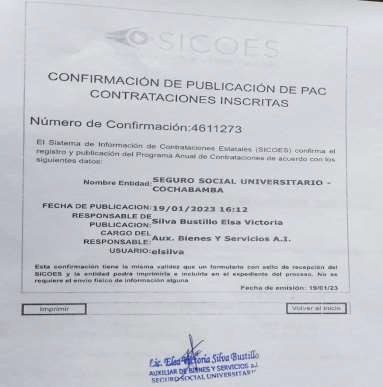 SICOES
CONFIRMACIÓN DE PUBLICACIÓN DE PAC
CONTRATACIONES INSCRITAS
Número de Confirmación:4611273
El Sistema de Información de Contrataciones Estatales (SICOES) confirma el
registro y publicación del Programa Anual de Contrataciones de acuerdo con los
siguientes datos:
Nombre Entidad:SEGURO SOCIAL UNIVERSITARIO -
COCHABAMBA
FECHA DE PUBLICACION:19/01/2023 16:12
RESPONSABLE DE
PUBLICACION:Silva Bustillo Elsa Victoria
CARGO DEL
RESPONSABLE:Aux. Bienes Y Servicios A.I.
USUARIO:elsilva
Esta confirmación tiene la misma validez que un formulario con sello de recepción del
SICOES y la entidad podrá imprimirla e incluirla en el expediente del proceso. No se
requiere el envío físico de información alguna
Fecha de emisión: 19/01/23
Imprimir
Volver al Inicio
Lic. Elsa Victoria Silva Bustillo
AUXILIAR DE BIENES Y SERVICIOS a.i.
SEGURO SOCIAL UNIVERSITARIO